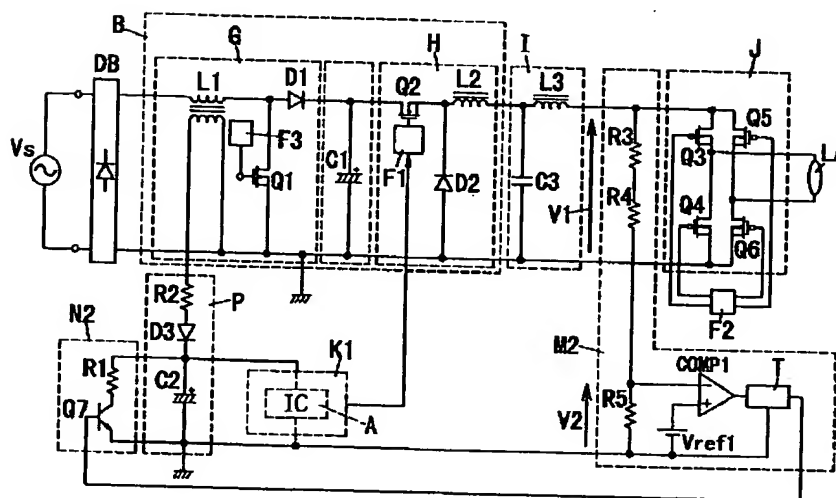 B
G
H
I
J
DB
L1
D1
Q2
L2
L3
Q5
Vs
F3
Q1
C1
F1
D2
C3
V1
R3
R4
Q3
Q4
Q6
F2
R2
P
D3
C2
N2
R1
Q7
K1
IC
A
M2
COMP1
T
R5
V2
Vref1